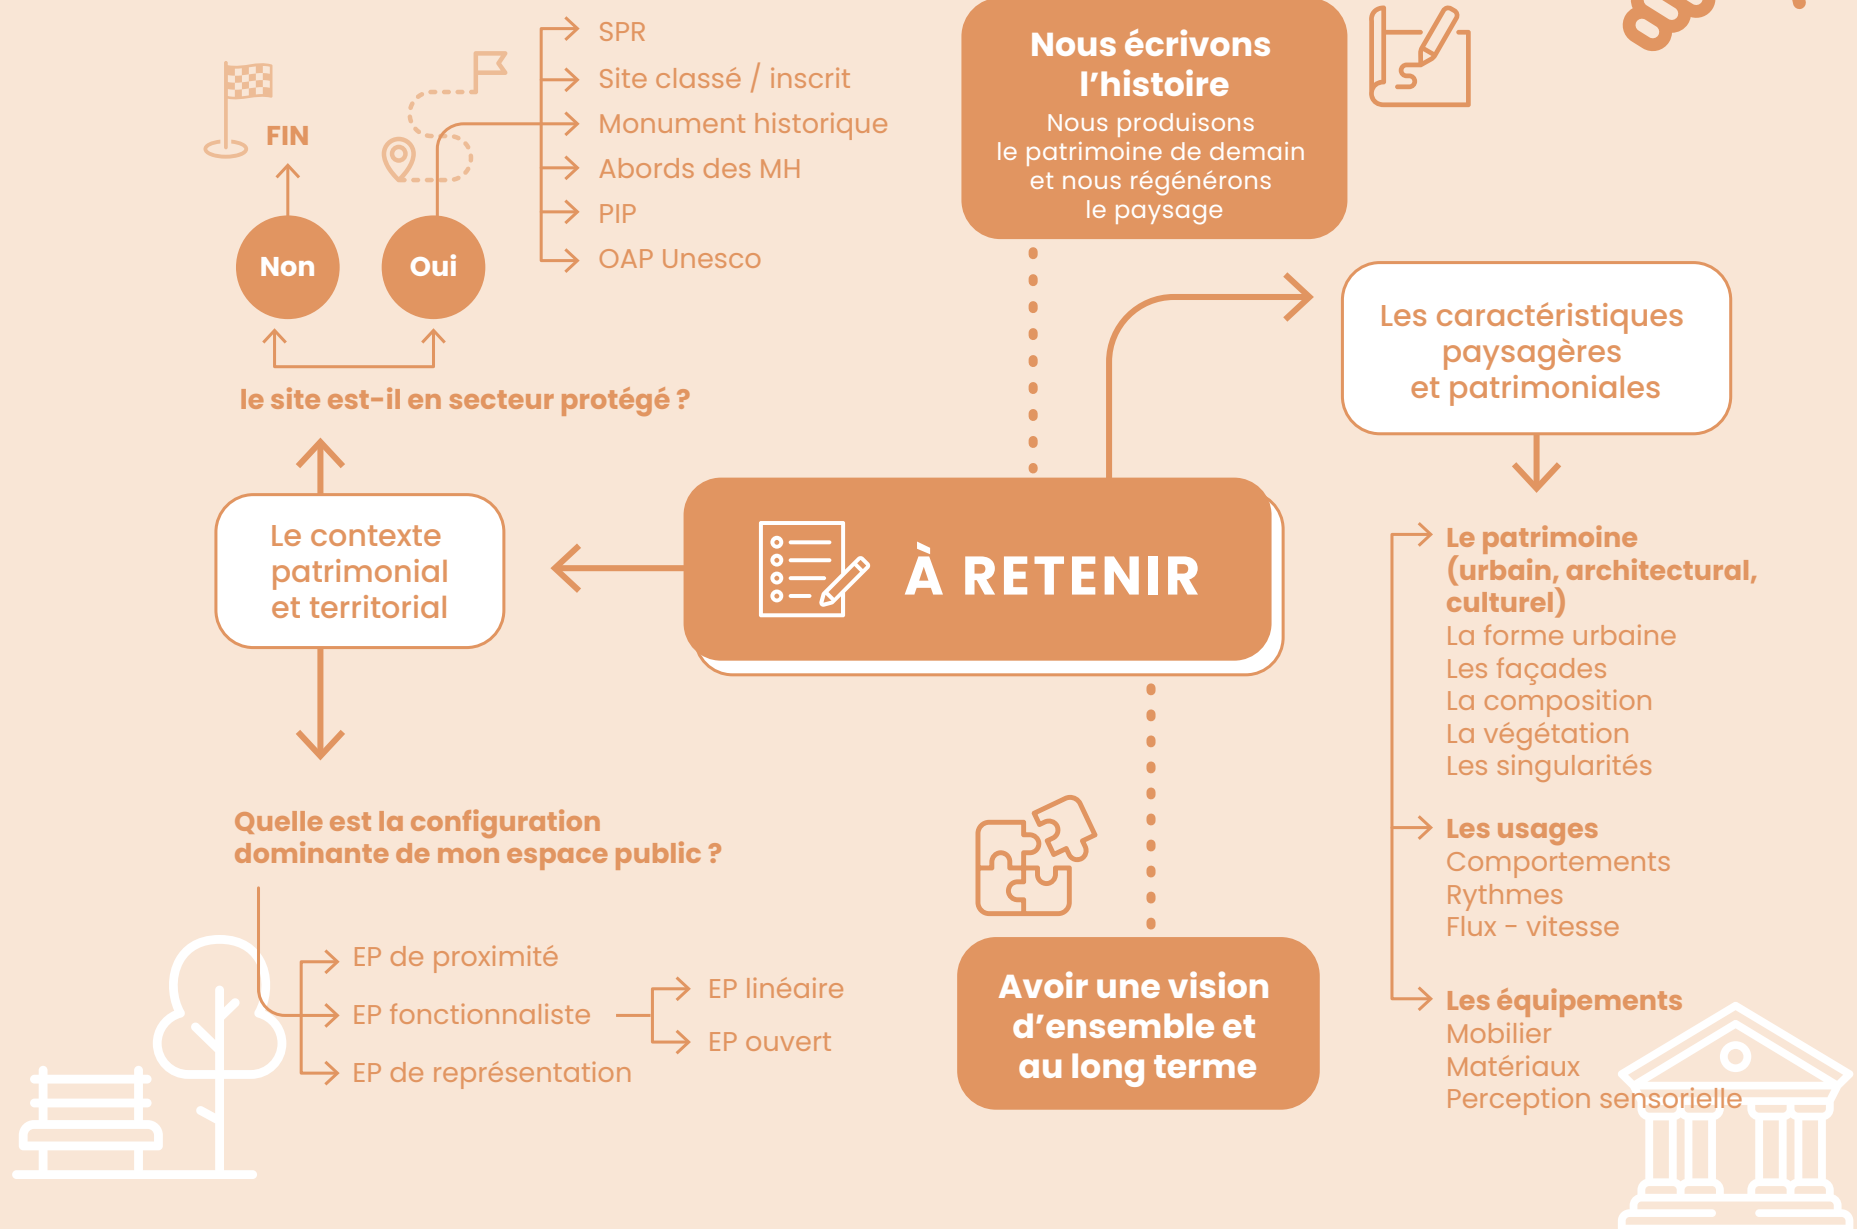 SPR
Site classé / inscrit
Monument historique
Abords des MH
PIP
OAP Unesco
FIN
Non
Oui
le site est-il en secteur protégé ?
Le contexte
patrimonial
et territorial
Quelle est la configuration
dominante de mon espace public ?
EP de proximité
EP fonctionnaliste
EP de représentation
EP linéaire
EP ouvert
Nous écrivons
l’histoire
Nous produisons
le patrimoine de demain
et nous régénérons
le paysage
À RETENIR
Avoir une vision
d’ensemble et
au long terme
Les caractéristiques
paysagères
et patrimoniales
Le patrimoine
(urbain, architectural,
culturel)
La forme urbaine
Les façades
La composition
La végétation
Les singularités
Les usages
Comportements
Rythmes
Flux - vitesse
Les équipements
Mobilier
Matériaux
Perception sensorielle